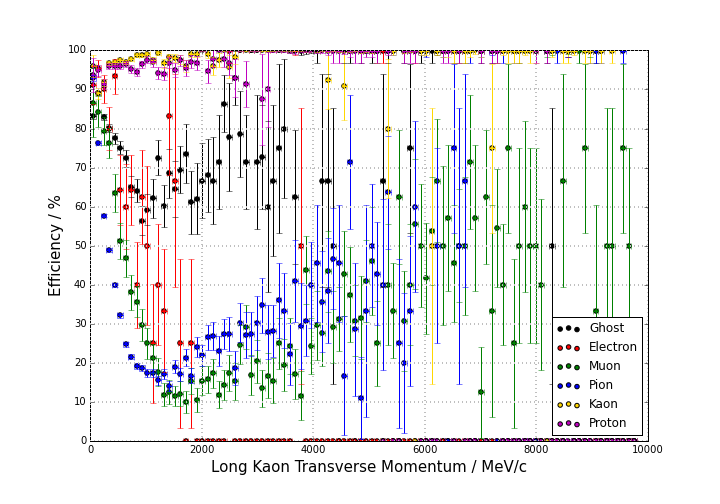 100
90
80
70
60
50
40
30
20
10
0
Efficiency / %
Ghost
Electron
Muon
Pion
Kaon
Proton
0 2000 4000 6000 8000 10000
Long Kaon Transverse Momentum / MeV/c